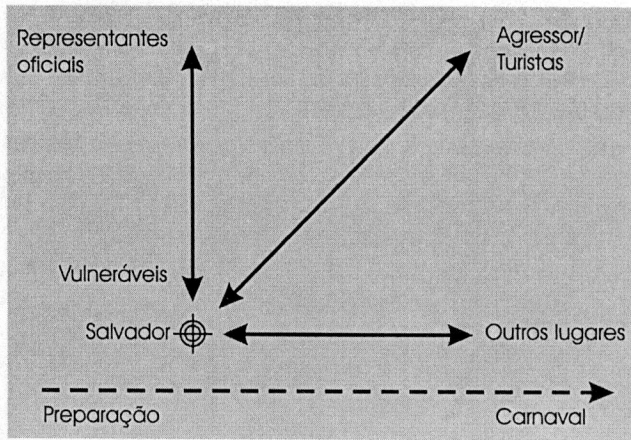 Representantes
oficiais
Agressor/
Turistas
Vulneráveis
Salvador
Outros lugares
Preparação
Carnaval